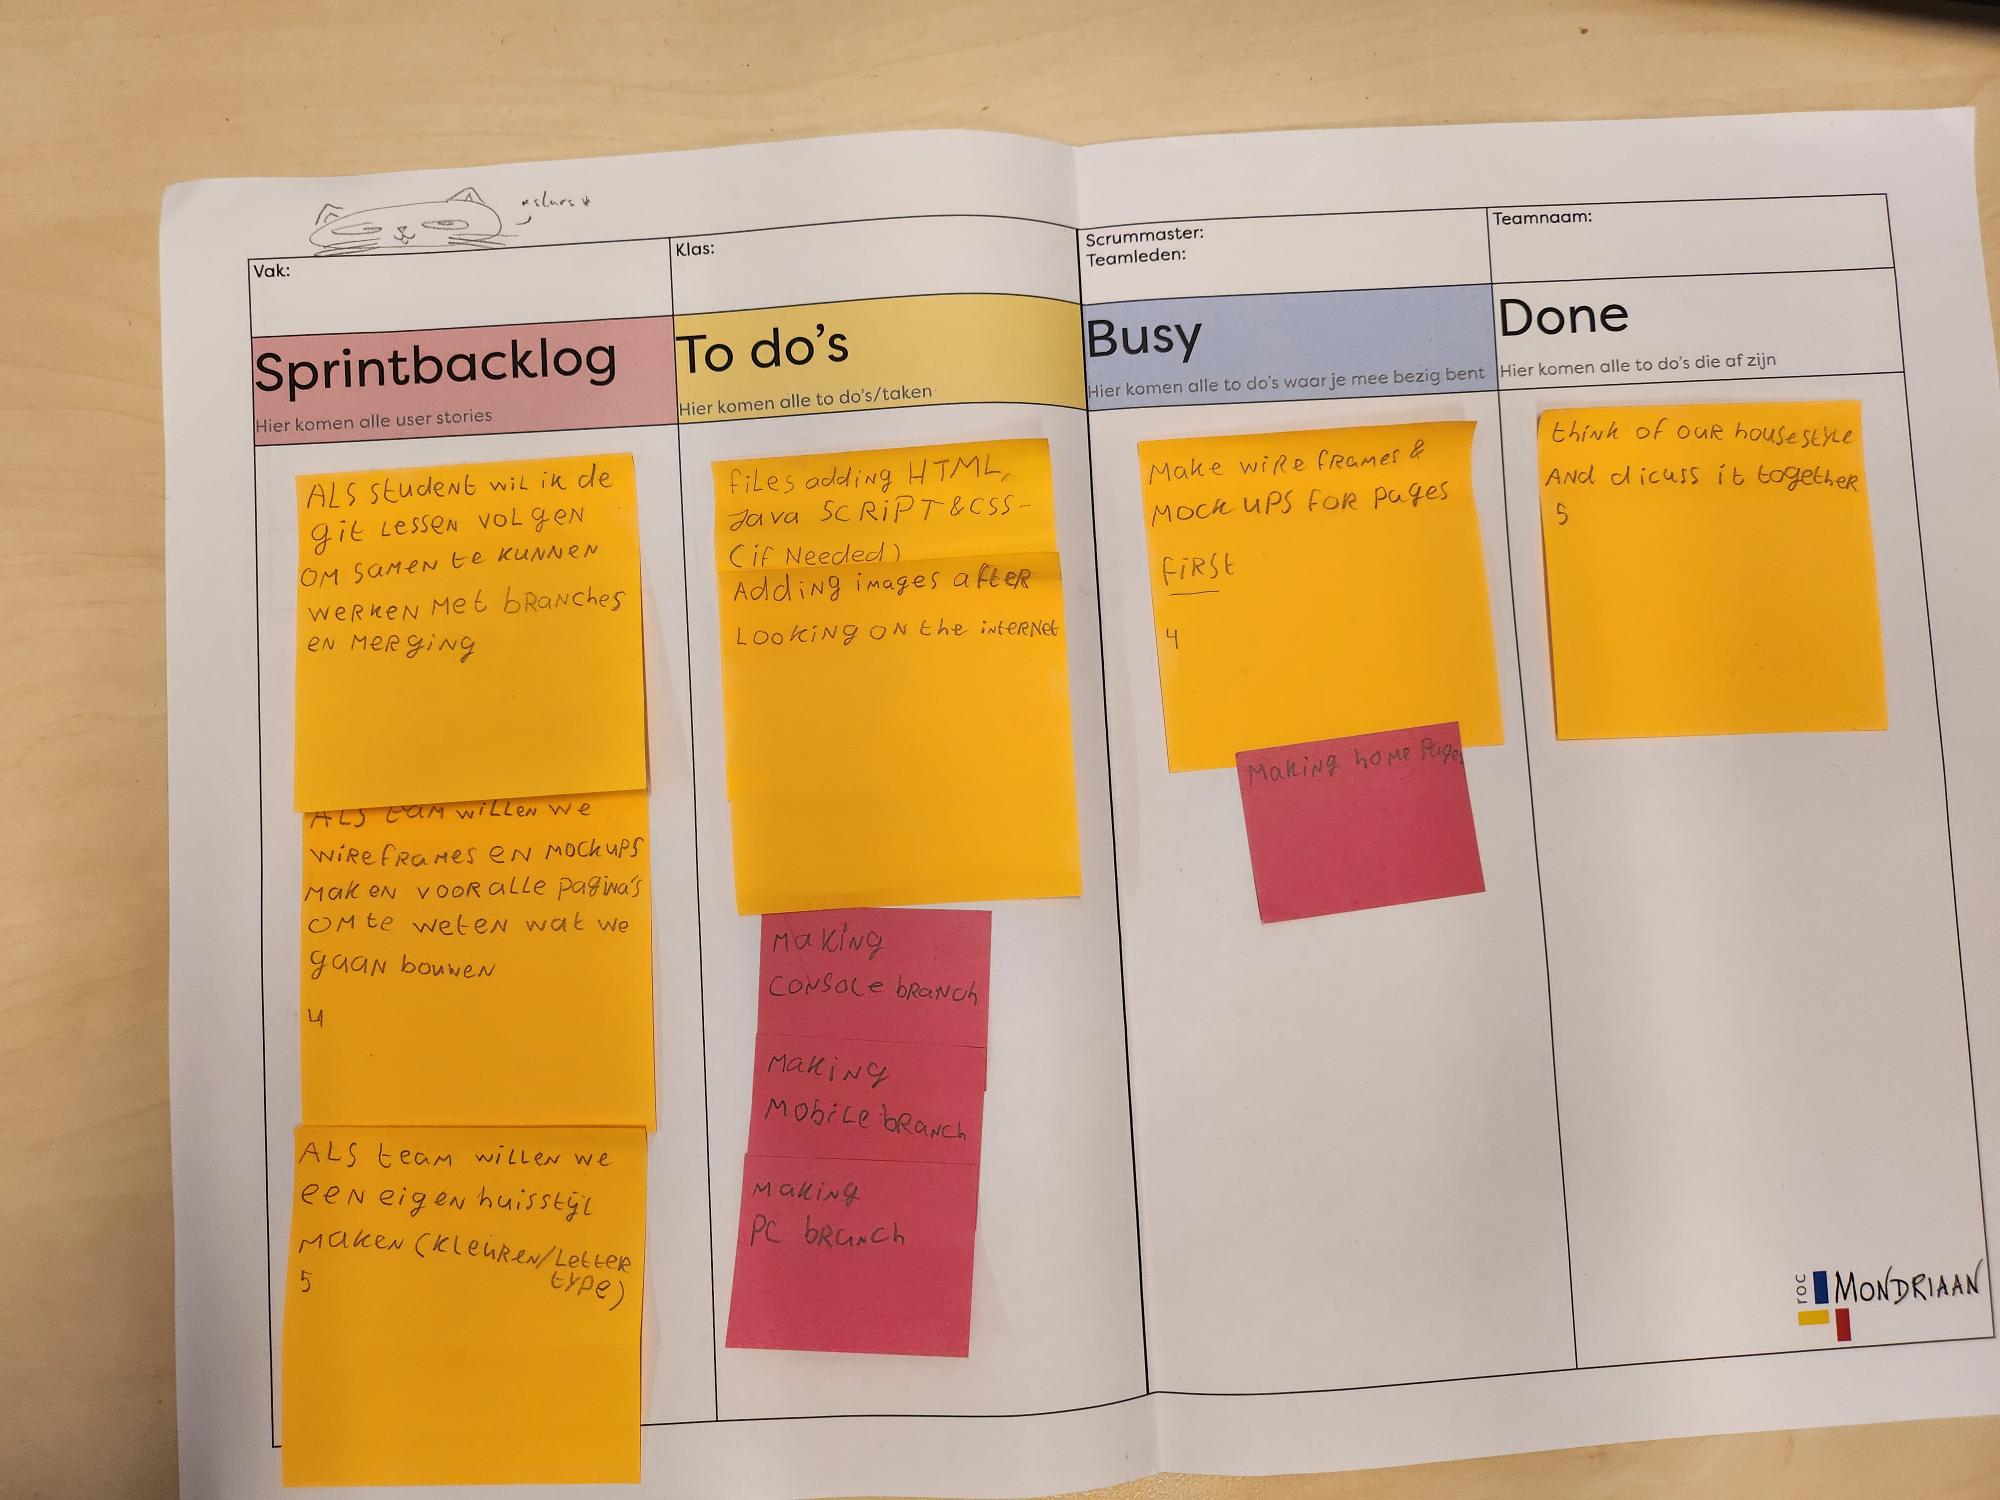 *slurs*
Vak:
Klas:
Scrummaster:
Teamleden:
Teamnaam:
Sprintbacklog
Hier komen alle user stories
ALS student wil ik de
git Lessen volgen
om samen te kunnen
werken met branches
en merging
ALS team willen we
wireframes en mockups
maken voor alle pagina's
om te weten wat we
gaan bouwen
4
ALS team willen we
een eigen huisstijl
maken (kleuren/Letter
type)
5
To do's
Hier komen alle to do's/taken
files adding HTML,
Java SCRiPT & CSS-
(if Needed)
Adding images after
Looking on the internet
Making
Console branch
Making
Mobile branch
Making
PC branch
Busy
Hier komen alle to do's waar je mee bezig bent
Make wireframes &
Mock ups for pages
First
4
Making home Pages
Done
Hier komen alle to do's die af zijn
think of our housestyle
And dicuss it together
5
roc MONDRIAAN